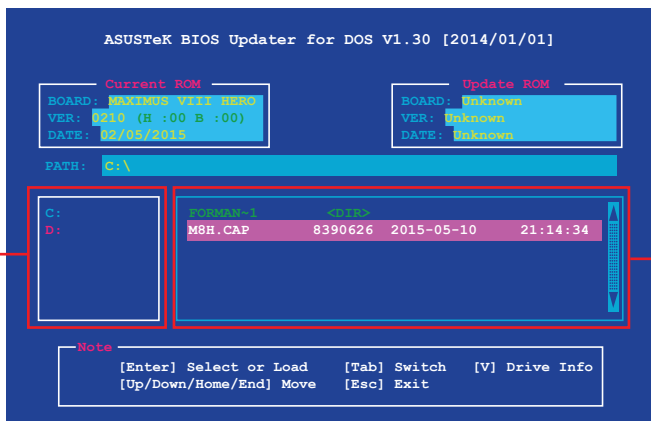 ASUSTeK BIOS Updater for DOS V1.30 [2014/01/01]
Current ROM
BOARD: MAXIMUS VIII HERO
VER: 0210 (H :00 B :00)
DATE: 02/05/2015
Update ROM
BOARD: Unknown
VER: Unknown
DATE: Unknown
PATH: C:\
C:
D:
FORMAN~1 <DIR>
M8H.CAP 8390626 2015-05-10 21:14:34
Note
[Enter] Select or Load [Tab] Switch [V] Drive Info
[Up/Down/Home/End] Move [Esc] Exit